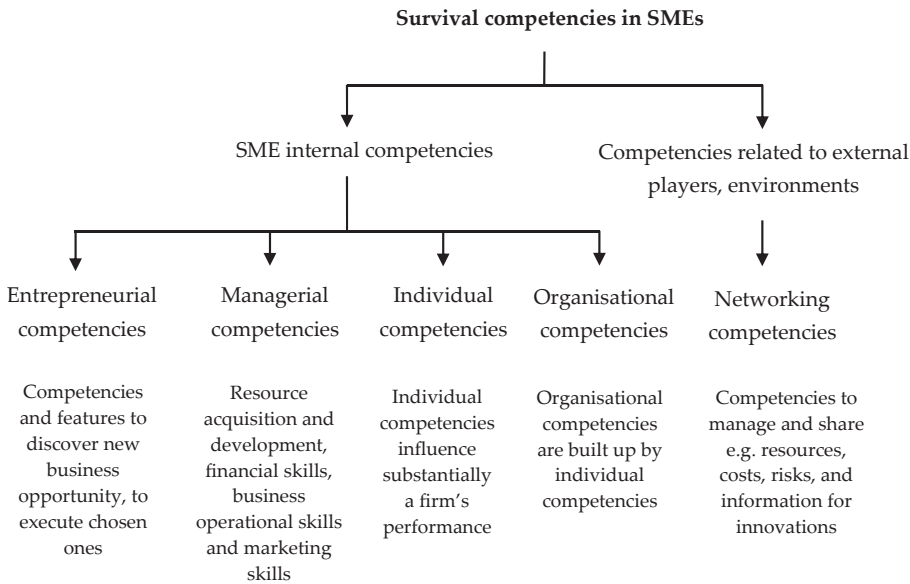 Survival competencies in SMEs
SME internal competencies
Competencies related to external
players, environments
Entrepreneurial
competencies
Managerial
competencies
Individual
competencies
Organisational
competencies
Networking
competencies
Competencies
and features to
discover new
business
opportunity, to
execute chosen
ones
Resource
acquisition and
development,
financial skills,
business
operational skills
and marketing
skills
Individual
competencies
influence
substantially
a firm's
performance
Organisational
competencies
are built up by
individual
competencies
Competencies to
manage and share
e.g. resources,
costs, risks, and
information for
innovations